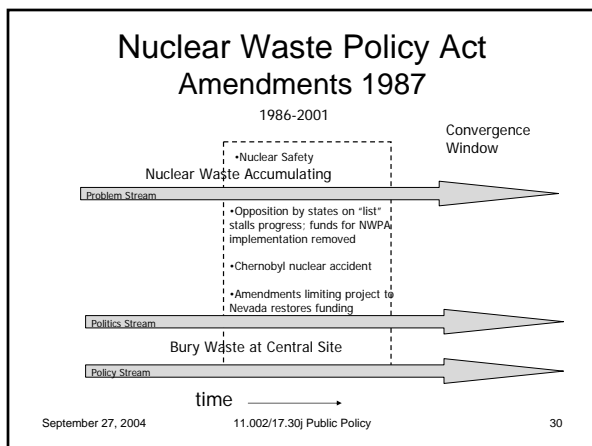 Nuclear Waste Policy Act
Amendments 1987
1986-2001
Convergence
Window
•Nuclear Safety
Nuclear Waste Accumulating
Problem Stream
•Opposition by states on "list"
stalls progress; funds for NWPA
implementation removed
•Chernobyl nuclear accident
•Amendments limiting project to
Nevada restores funding
Politics Stream
Bury Waste at Central Site
Policy Stream
time
September 27, 2004
11.002/17.30j Public Policy
30